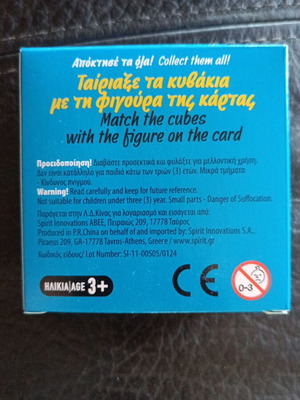 Απόκτησέ τα όλα! Collect them all!
Ταίριαξε τα κυβάκια
με τη φιγούρα της κάρτας
Match the cubes
with the figure on the card
Προειδοποίηση! Διαβάστε προσεκτικά και φυλάξτε για μελλοντική χρήση.
Δεν είναι κατάλληλο για παιδιά κάτω των τριών (3) ετών. Μικρά τμήματα
- Κίνδυνος πνιγμού.
Warning! Read carefully and keep for future reference.
Not suitable for children under three (3) year. Small parts - Danger of Suffocation.
Παράγεται στην Λ.Δ.Κίνας για λογαριασμό και εισάγεται από:
Spirit Innovations ΑΒΕΕ, Πειραιώς 209, 17778, Ταύρος
Produced in P.R.China on behalf of and imported by: Spirit Innovations S.A.,
Piraeus 209, GR-17778 Tavros-Athens, Greece / www.spirit.gr
Κωδικός είδους/ Lot Number: SI-11-00505/0124
ΗΛΙΚΙΑ|AGE 3+
CE
0-3